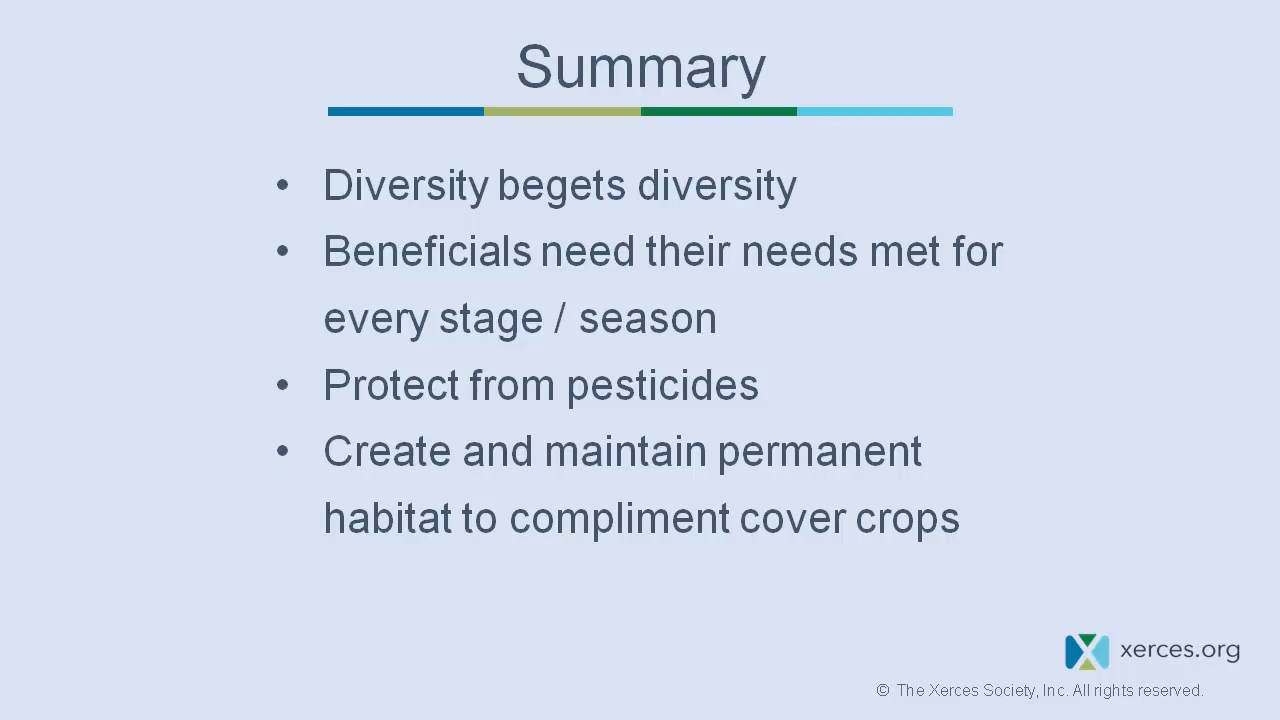 Summary
• Diversity begets diversity
• Beneficials need their needs met for
every stage / season
• Protect from pesticides
• Create and maintain permanent
habitat to compliment cover crops
xerces.org
© The Xerces Society, Inc. All rights reserved.